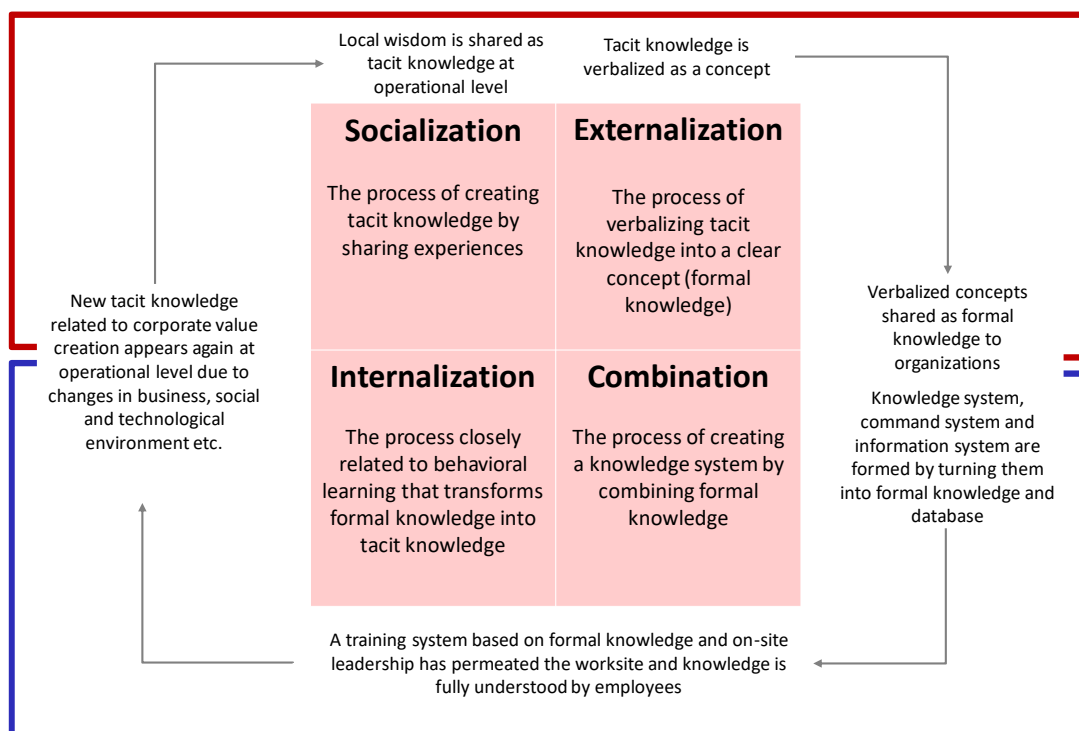 Local wisdom is shared as
tacit knowledge at
operational level
Tacit knowledge is
verbalized as a concept
Socialization
The process of creating
tacit knowledge by
sharing experiences
Externalization
The process of
verbalizing tacit
knowledge into a clear
concept (formal
knowledge)
New tacit knowledge
related to corporate value
creation appears again at
operational level due to
changes in business, social
and technological
environment etc.
Verbalized concepts
shared as formal
knowledge to
organizations
Knowledge system,
command system and
information system are
formed by turning them
into formal knowledge and
database
Internalization
The process closely
related to behavioral
learning that transforms
formal knowledge into
tacit knowledge
Combination
The process of creating
a knowledge system by
combining formal
knowledge
A training system based on formal knowledge and on-site
leadership has permeated the worksite and knowledge is
fully understood by employees